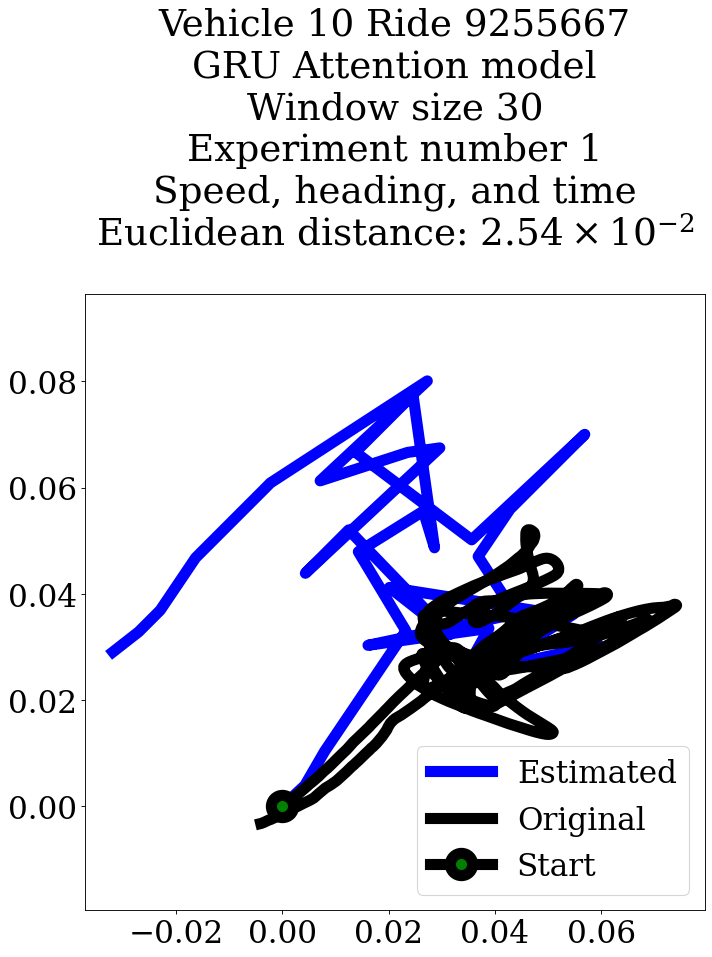 Vehicle 10 Ride 9255667
GRU Attention model
Window size 30
Experiment number 1
Speed, heading, and time
Euclidean distance: 2.54 × 10⁻²
0.08
0.06
0.04
0.02
0.00
Estimated
Original
Start
−0.02 0.00 0.02 0.04 0.06